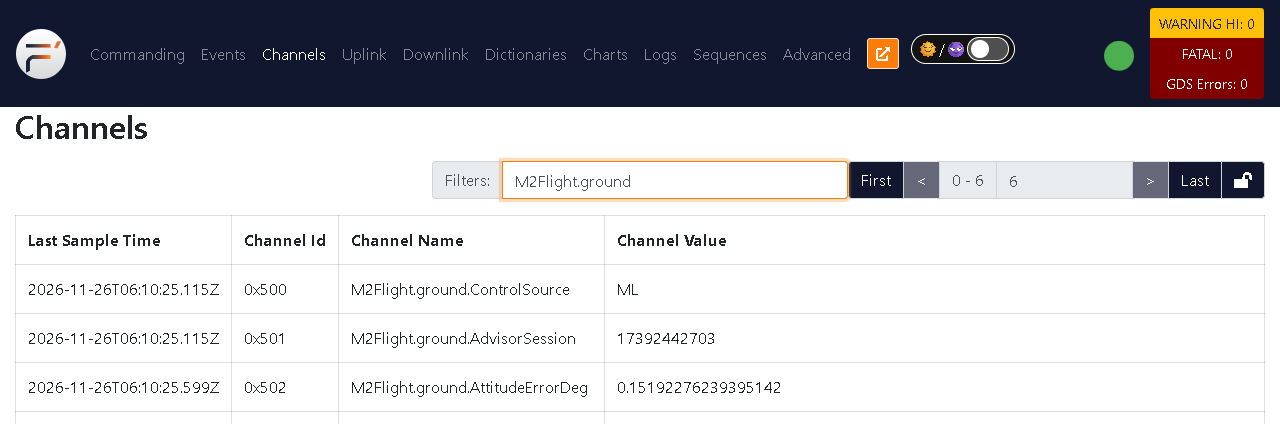 Commanding Events Channels Uplink Downlink Dictionaries Charts Logs Sequences Advanced /
WARNING HI: 0
FATAL: 0
GDS Errors: 0
Channels
Filters: M2Flight.ground First < 0 - 6 6 > Last
Last Sample Time Channel Id Channel Name Channel Value
2026-11-26T06:10:25.115Z 0x500 M2Flight.ground.ControlSource ML
2026-11-26T06:10:25.115Z 0x501 M2Flight.ground.AdvisorSession 17392442703
2026-11-26T06:10:25.599Z 0x502 M2Flight.ground.AttitudeErrorDeg 0.15192276239395142